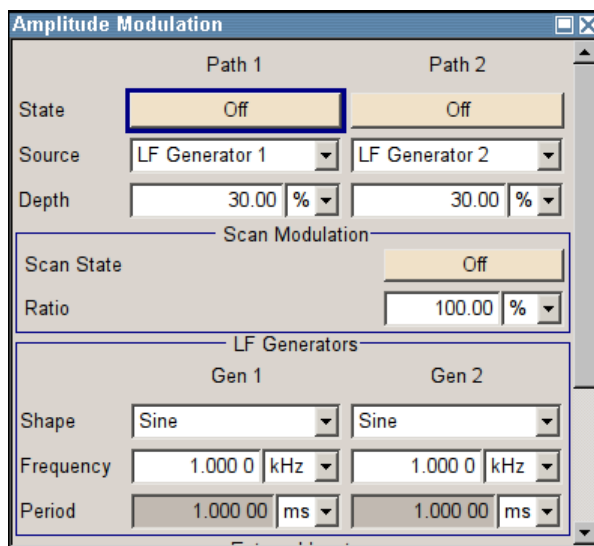 Amplitude Modulation
Path 1 Path 2
State Off Off
Source LF Generator 1 LF Generator 2
Depth 30.00 % 30.00 %
Scan Modulation
Scan State Off
Ratio 100.00 %
LF Generators
Gen 1 Gen 2
Shape Sine Sine
Frequency 1.000 0 kHz 1.000 0 kHz
Period 1.000 00 ms 1.000 00 ms